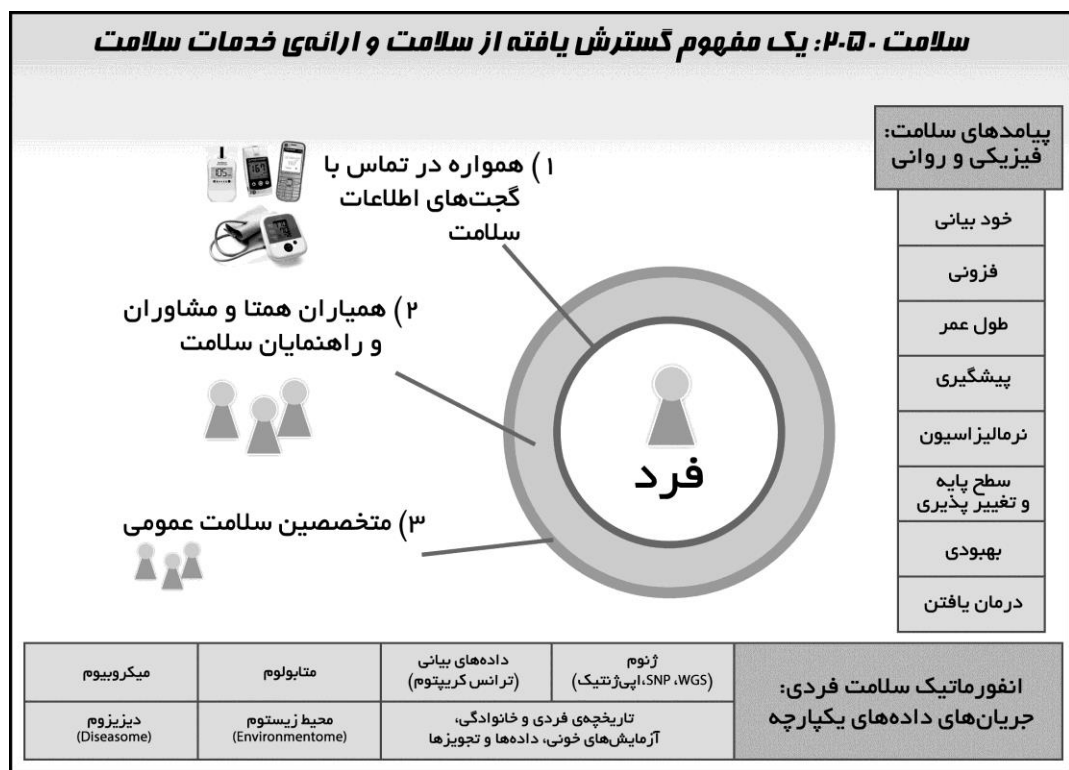 سلامت ۲۰۵۰: یک مفهوم گسترش یافته از سلامت و ارائه‌ی خدمات سلامت
پیامدهای سلامت:
فیزیکی و روانی
خود بیانی
فزونی
طول عمر
پیشگیری
نرمالیزاسیون
سطح پایه
و تغییر پذیری
بهبودی
درمان یافتن
۱) همواره در تماس با
گجت‌های اطلاعات
سلامت
۲) همیاران همتا و مشاوران
و راهنمایان سلامت
۳) متخصصین سلامت عمومی
فرد
انفورماتیک سلامت فردی:
جریان‌های داده‌های یکپارچه
ژنوم
(SNP ،WGS، اپی‌ژنتیک)
داده‌های بیانی
(ترانس کریپتوم)
متابولوم
میکروبیوم
تاریخچه‌ی فردی و خانوادگی،
آزمایش‌های خونی، داده‌ها و تجویزها
محیط زیستوم
(Environmentome)
دیزیزوم
(Diseasome)